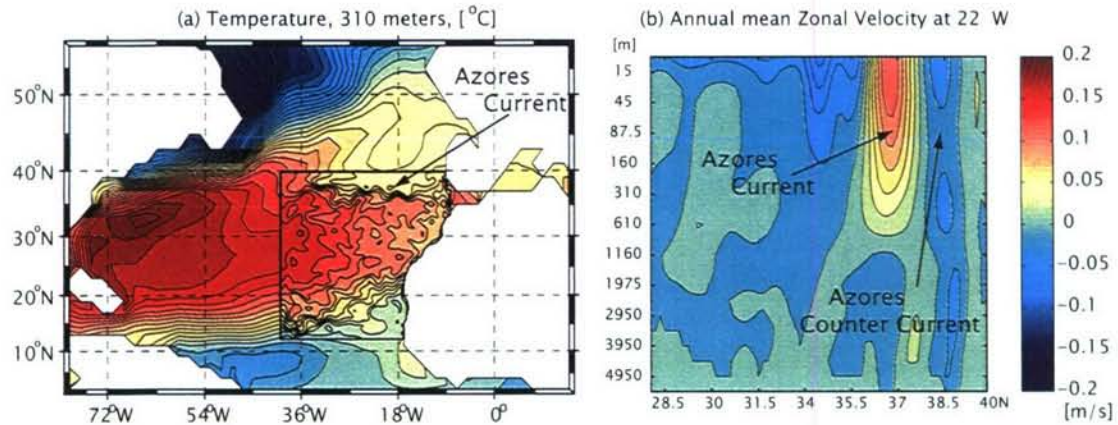 (a) Temperature, 310 meters, [°C]
Azores
Current
50°N
40°N
30°N
20°N
10°N
72°W 54°W 36°W 18°W 0°
(b) Annual mean Zonal Velocity at 22 W
[m]
15
45
87.5
160
310
610
1160
1975
2950
3950
4950
Azores
Current
Azores
Counter Current
28.5 30 31.5 34 35.5 37 38.5 40N
0.2
0.15
0.1
0.05
0
-0.05
-0.1
-0.15
-0.2
[m/s]